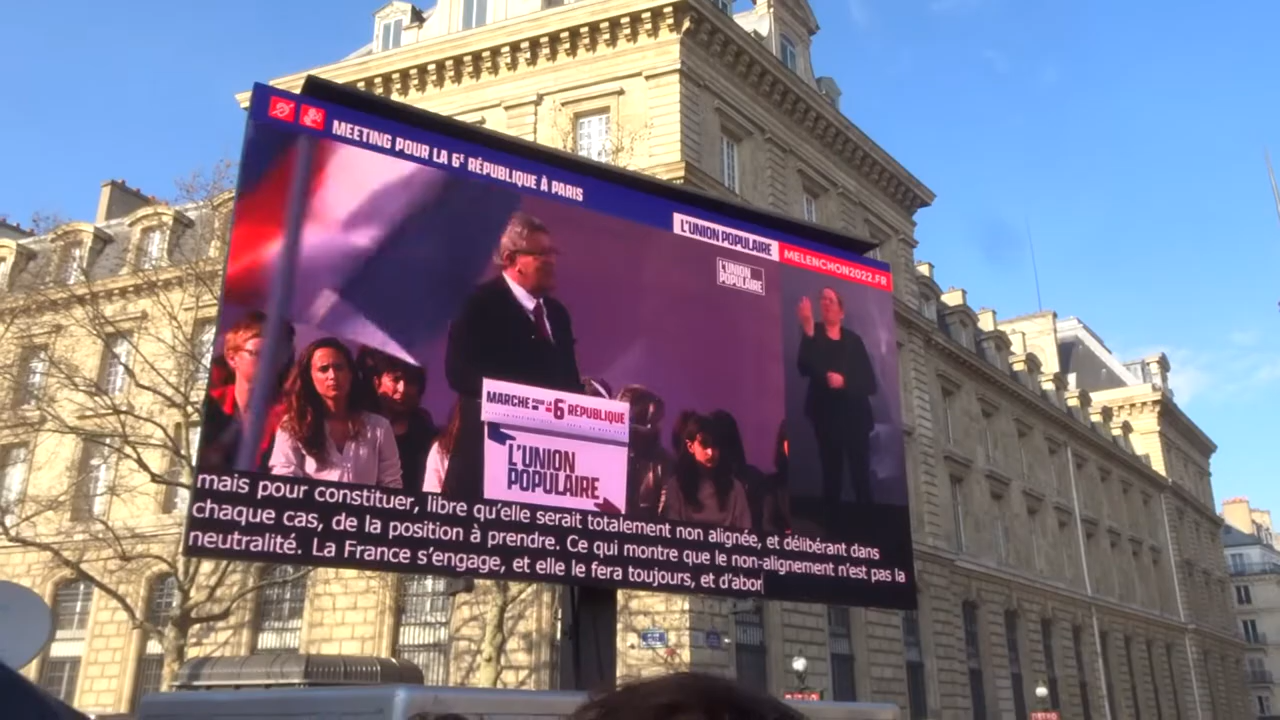 MEETING POUR LA 6E RÉPUBLIQUE À PARIS
L'UNION POPULAIRE
MELENCHON2022.FR
L'UNION
POPULAIRE
MARCHE POUR LA 6E RÉPUBLIQUE
L'UNION
POPULAIRE
mais pour constituer, libre qu'elle serait totalement non alignée, et délibérant dans
chaque cas, de la position à prendre. Ce qui montre que le non-alignement n'est pas la
neutralité. La France s'engage, et elle le fera toujours, et d'abor
METRO
METRO